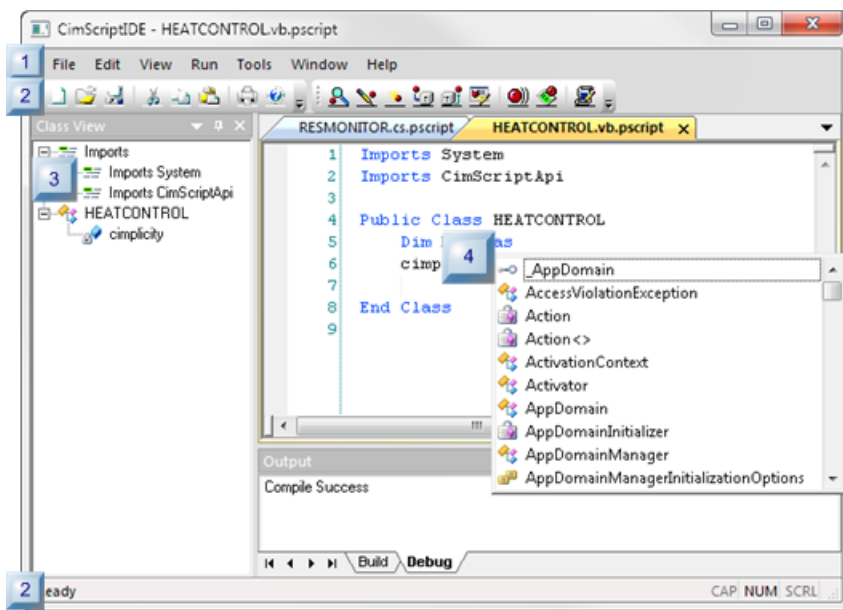 CimScriptIDE - HEATCONTROL.vb.pscript
1 File Edit View Run Tools Window Help
2
Class View
RESMONITOR.cs.pscript HEATCONTROL.vb.pscript x
Imports
3 Imports System
Imports CimScriptApi
HEATCONTROL
cimplicity
1 Imports System
2 Imports CimScriptApi
3
4 Public Class HEATCONTROL
5 Dim as
4
6 cimp
7
8 End Class
9
_AppDomain
AccessViolationException
Action
Action<>
ActivationContext
Activator
AppDomain
AppDomainInitializer
AppDomainManager
AppDomainManagerInitializationOptions
Output
Compile Success
Build Debug
2 eady CAP NUM SCRL